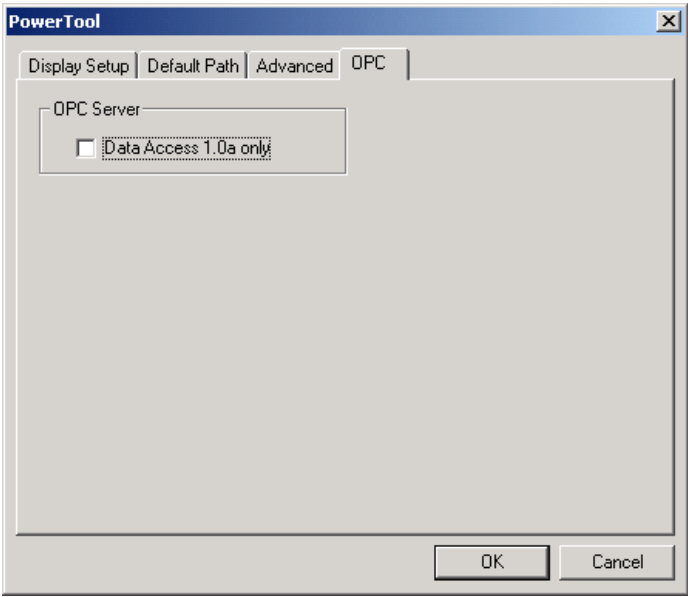 PowerTool
Display Setup Default Path Advanced OPC
OPC Server
Data Access 1.0a only
OK Cancel